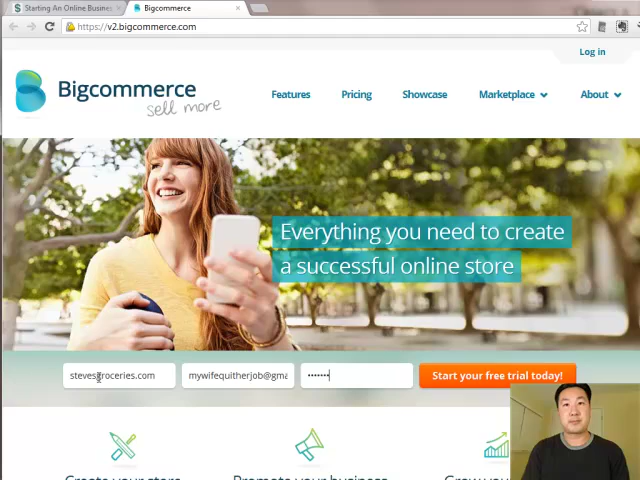 Starting An Online Busines
Bigcommerce
https://v2.bigcommerce.com
Log in
Bigcommerce
sell more
Features
Pricing
Showcase
Marketplace
About
Everything you need to create
a successful online store
stevesgroceries.com
mywifequitherjob@gma
•••••••
Start your free trial today!
Create your store
Promote your business
Grow your